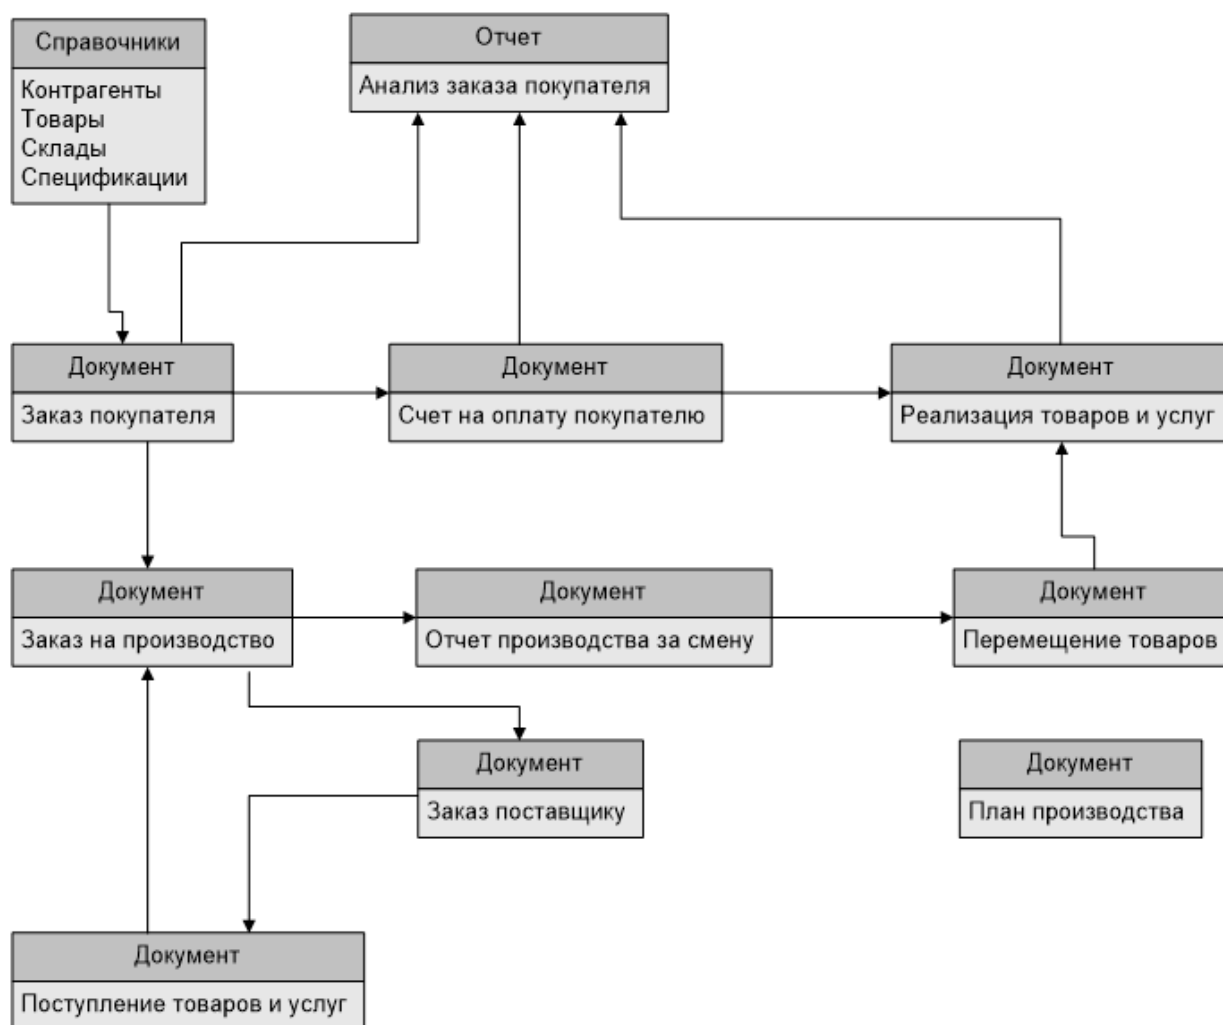 Справочники
Контрагенты
Товары
Склады
Спецификации
Отчет
Анализ заказа покупателя
Документ
Заказ покупателя
Документ
Счет на оплату покупателю
Документ
Реализация товаров и услуг
Документ
Заказ на производство
Документ
Отчет производства за смену
Документ
Перемещение товаров
Документ
Заказ поставщику
Документ
План производства
Документ
Поступление товаров и услуг